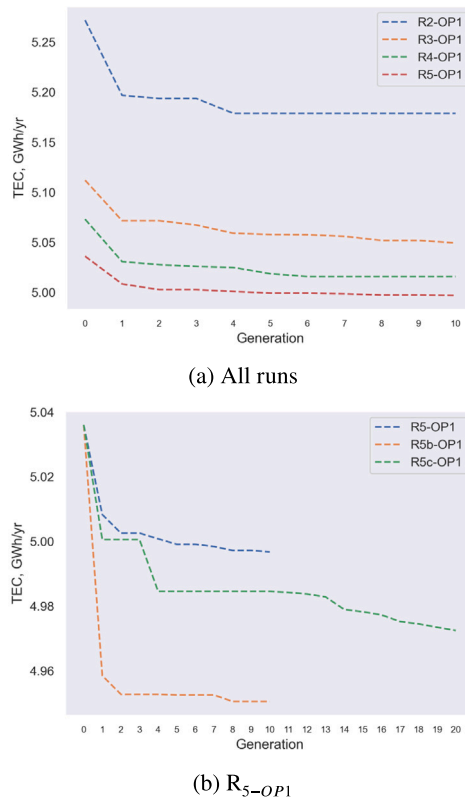 R2-OP1
R3-OP1
R4-OP1
R5-OP1
TEC, GWh/yr
5.25
5.20
5.15
5.10
5.05
5.00
0 1 2 3 4 5 6 7 8 9 10
Generation
(a) All runs
R5-OP1
R5b-OP1
R5c-OP1
TEC, GWh/yr
5.04
5.02
5.00
4.98
4.96
0 1 2 3 4 5 6 7 8 9 10 11 12 13 14 15 16 17 18 19 20
Generation
(b) R5−OP1